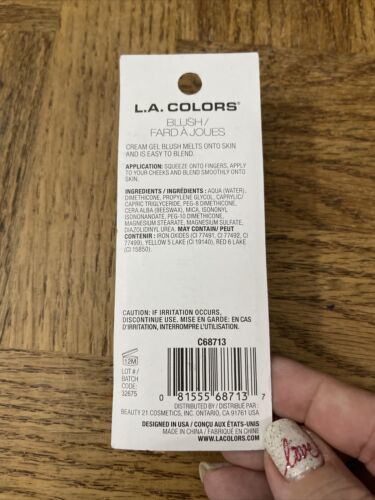 L.A. COLORS®
BLUSH/
FARD À JOUES
CREAM GEL BLUSH MELTS ONTO SKIN
AND IS EASY TO BLEND.
APPLICATION: SQUEEZE ONTO FINGERS, APPLY
TO YOUR CHEEKS AND BLEND SMOOTHLY ONTO
SKIN.
INGREDIENTS / INGRÉDIENTS : AQUA (WATER),
DIMETHICONE, PROPYLENE GLYCOL, CAPRYLIC/
CAPRIC TRIGLYCERIDE, PEG-8 DIMETHICONE,
CERA ALBA (BEESWAX), MICA, ISONONYL
ISONONANOATE, PEG-10 DIMETHICONE,
MAGNESIUM STEARATE, MAGNESIUM SULFATE,
DIAZOLIDINYL UREA. MAY CONTAIN/ PEUT
CONTENIR : IRON OXIDES (CI 77491, CI 77492, CI
77499), YELLOW 5 LAKE (CI 19140), RED 6 LAKE
(CI 15850).
CAUTION: IF IRRITATION OCCURS,
DISCONTINUE USE. MISE EN GARDE: EN CAS
D'IRRITATION, INTERROMPRE L'UTILISATION.
C68713
12M
LOT # /
BATCH
CODE:
32675
0 81555 68713 7
DISTRIBUTED BY / DISTRIBUÉ PAR :
BEAUTY 21 COSMETICS, INC. ONTARIO, CA 91761 USA
DESIGNED IN USA / CONÇU AUX ÉTATS-UNIS
MADE IN CHINA / FABRIQUÉ EN CHINE
WWW.LACOLORS.COM
love